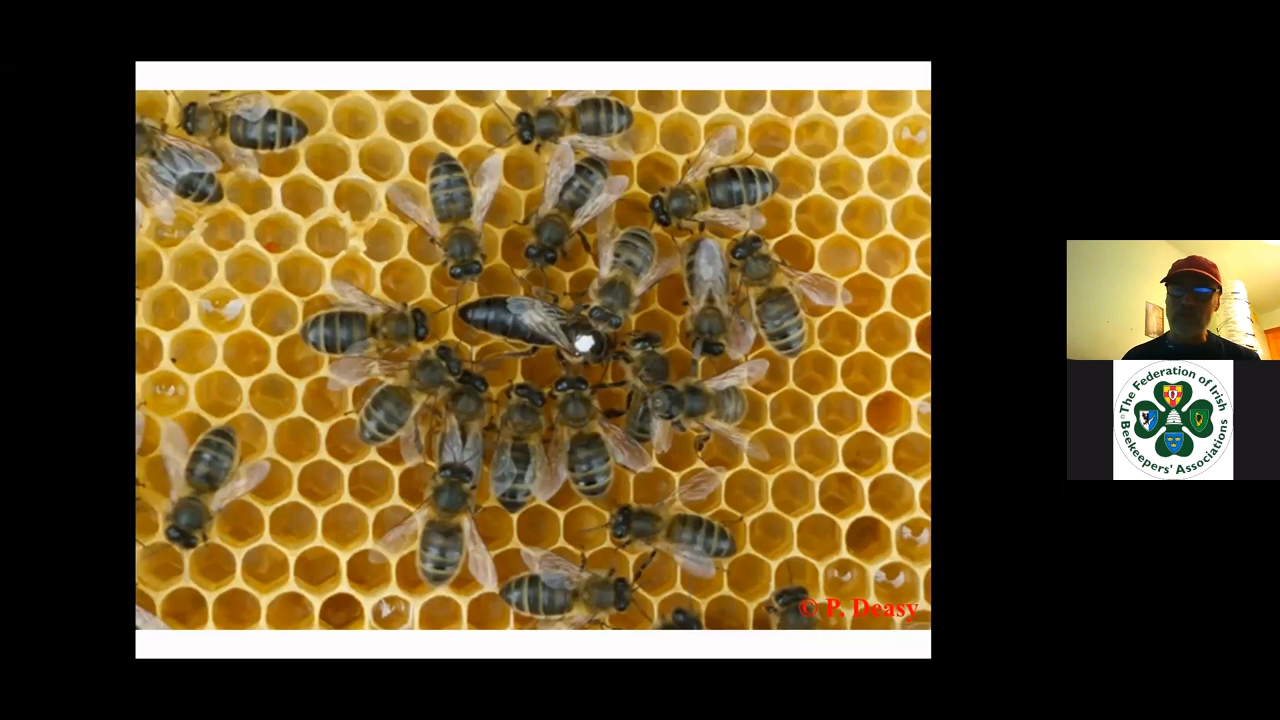 © P. Deasy
The Federation of Irish
Beekeepers' Associations